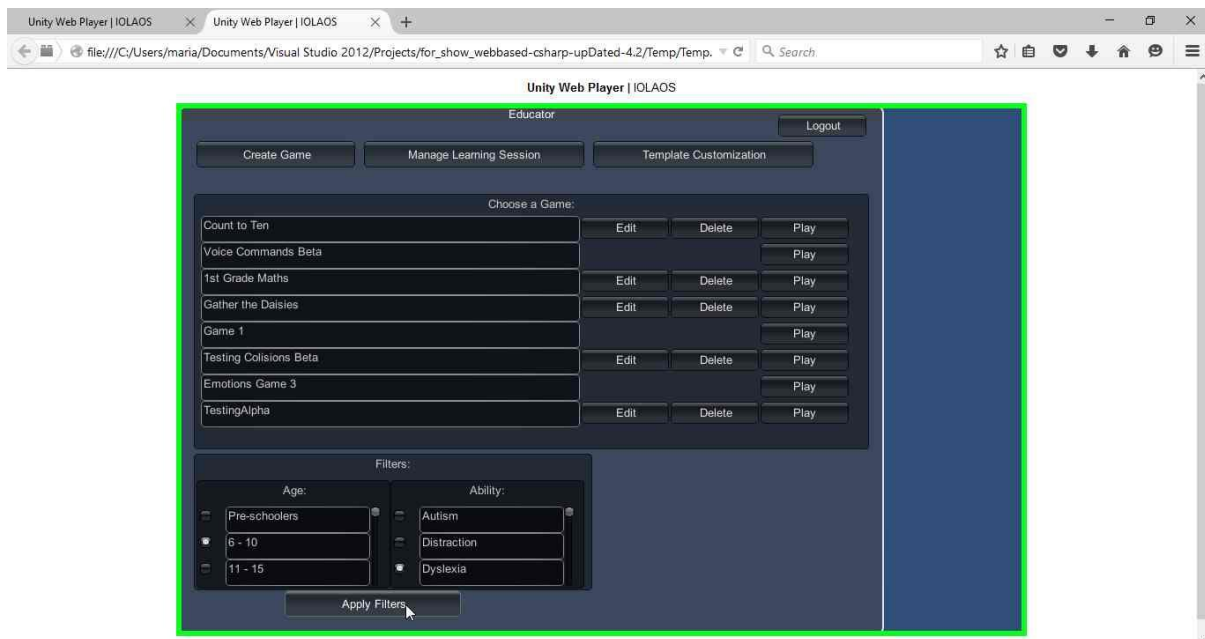 Unity Web Player | IOLAOS
Unity Web Player | IOLAOS
file:///C:/Users/maria/Documents/Visual Studio 2012/Projects/for_show_webbased-csharp-upDated-4.2/Temp/Temp.
Search
Unity Web Player | IOLAOS
Educator
Logout
Create Game Manage Learning Session Template Customization
Choose a Game:
Count to Ten Edit Delete Play
Voice Commands Beta Play
1st Grade Maths Edit Delete Play
Gather the Daisies Edit Delete Play
Game 1 Play
Testing Colisions Beta Edit Delete Play
Emotions Game 3 Play
TestingAlpha Edit Delete Play
Filters:
Age: Ability:
Pre-schoolers Autism
6 - 10 Distraction
11 - 15 Dyslexia
Apply Filters